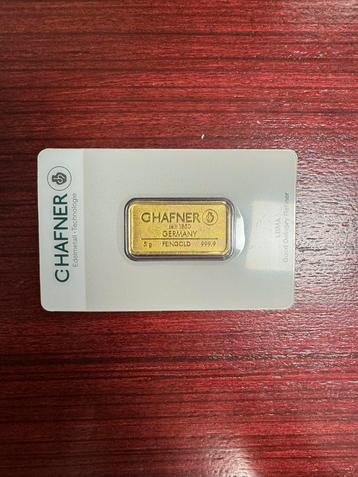 C·HAFNER
Edelmetall · Technologie
C·HAFNER
seit 1850
GERMANY
5 g FEINGOLD 999,9
LBMA
Good Delivery Refiner